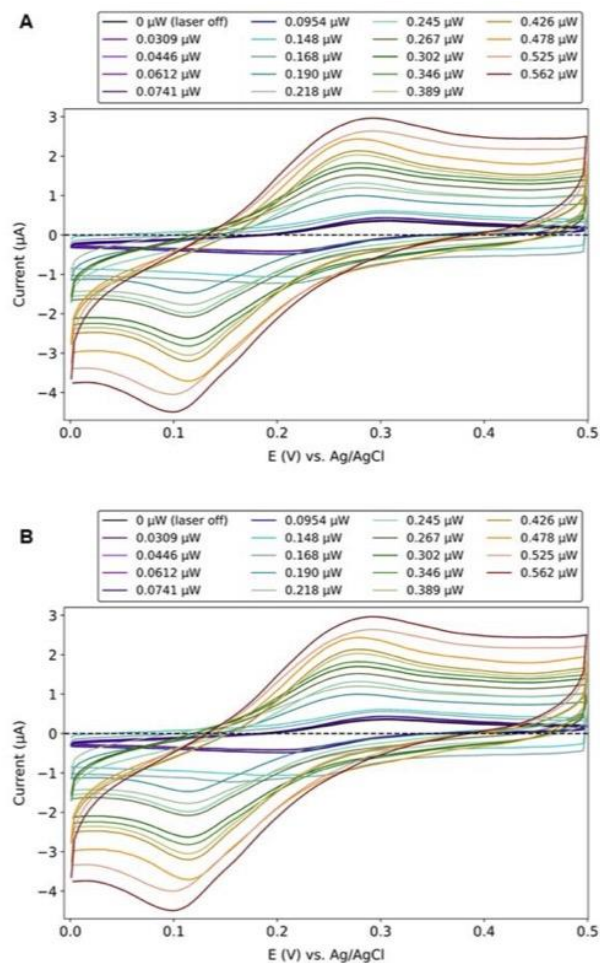 A
0 µW (laser off) 0.0954 µW 0.245 µW 0.426 µW
0.0309 µW 0.148 µW 0.267 µW 0.478 µW
0.0446 µW 0.168 µW 0.302 µW 0.525 µW
0.0612 µW 0.190 µW 0.346 µW 0.562 µW
0.0741 µW 0.218 µW 0.389 µW
3
2
1
0
−1
−2
−3
−4
Current (µA)
0.0 0.1 0.2 0.3 0.4 0.5
E (V) vs. Ag/AgCl
B
0 µW (laser off) 0.0954 µW 0.245 µW 0.426 µW
0.0309 µW 0.148 µW 0.267 µW 0.478 µW
0.0446 µW 0.168 µW 0.302 µW 0.525 µW
0.0612 µW 0.190 µW 0.346 µW 0.562 µW
0.0741 µW 0.218 µW 0.389 µW
3
2
1
0
−1
−2
−3
−4
Current (µA)
0.0 0.1 0.2 0.3 0.4 0.5
E (V) vs. Ag/AgCl